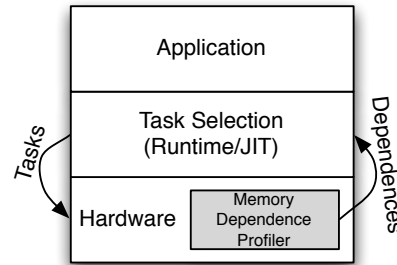 Application
Task Selection
(Runtime/JIT)
Tasks
Dependences
Hardware
Memory
Dependence
Profiler